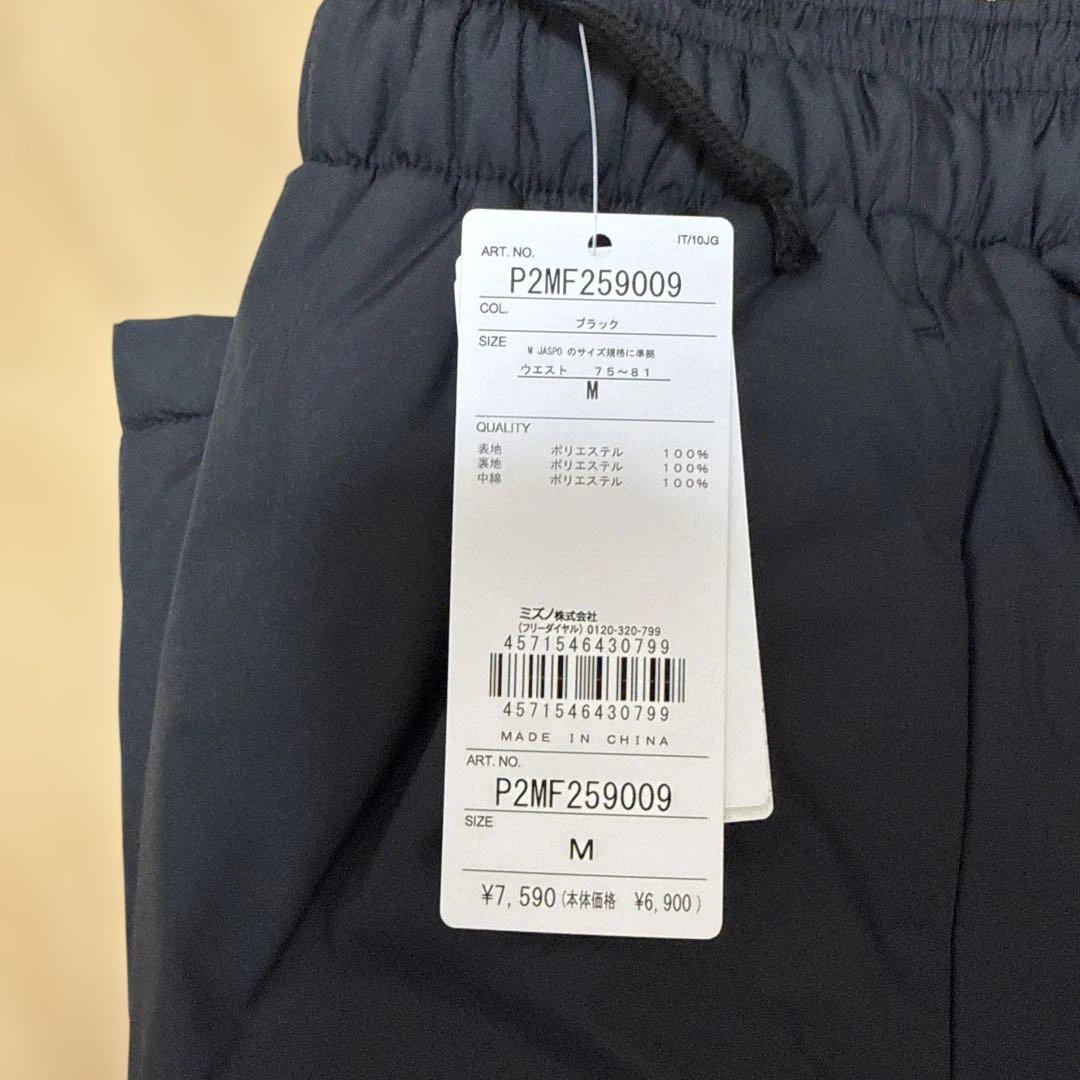 IT/10JG
ART. NO.
P2MF259009
COL.
ブラック
SIZE
M JASPO のサイズ規格に準拠
ウエスト 75～81
M
QUALITY
表地 ポリエステル 100%
裏地 ポリエステル 100%
中綿 ポリエステル 100%
ミズノ株式会社
(フリーダイヤル) 0120-320-799
4571546430799
4571546430799
MADE IN CHINA
ART. NO.
P2MF259009
SIZE
M
¥7,590(本体価格 ¥6,900)